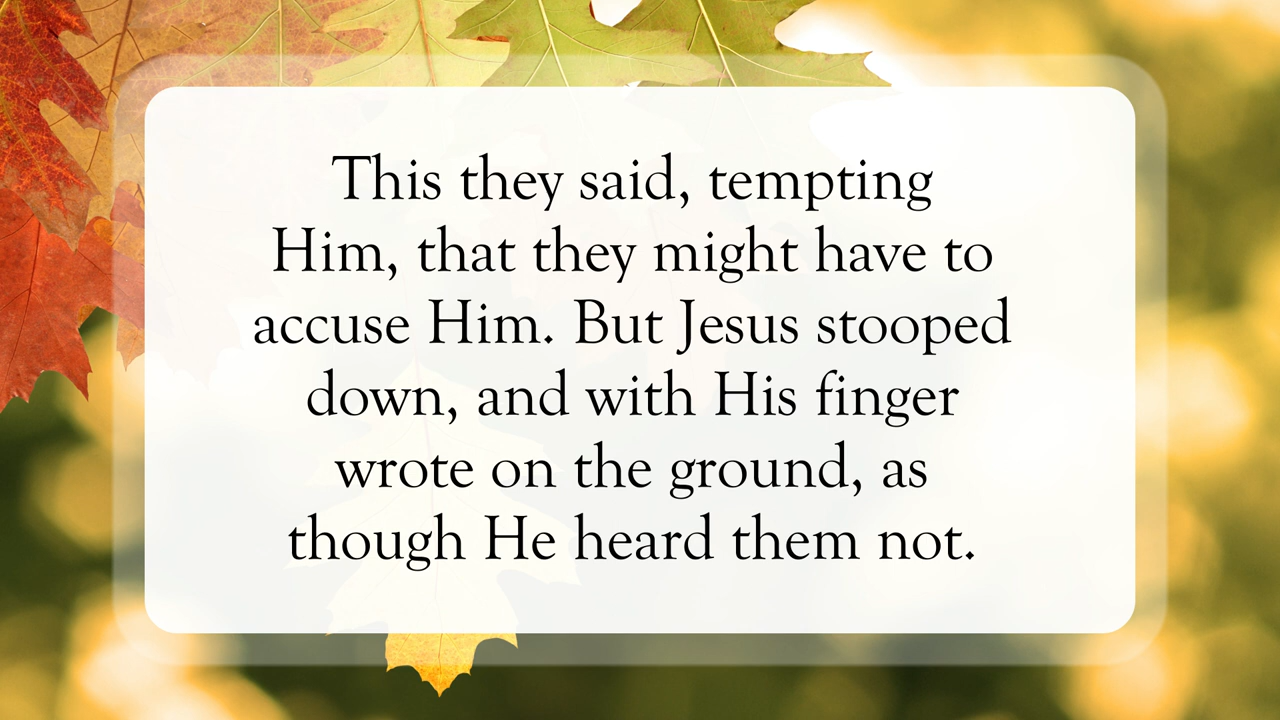 This they said, tempting
Him, that they might have to
accuse Him. But Jesus stooped
down, and with His finger
wrote on the ground, as
though He heard them not.